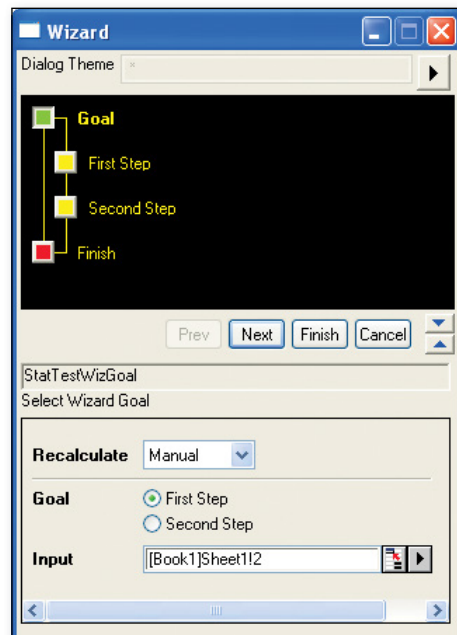 Wizard
Dialog Theme *
Goal
First Step
Second Step
Finish
Prev Next Finish Cancel
StatTestWizGoal
Select Wizard Goal
Recalculate Manual
Goal First Step
Second Step
Input [Book1]Sheet1!2